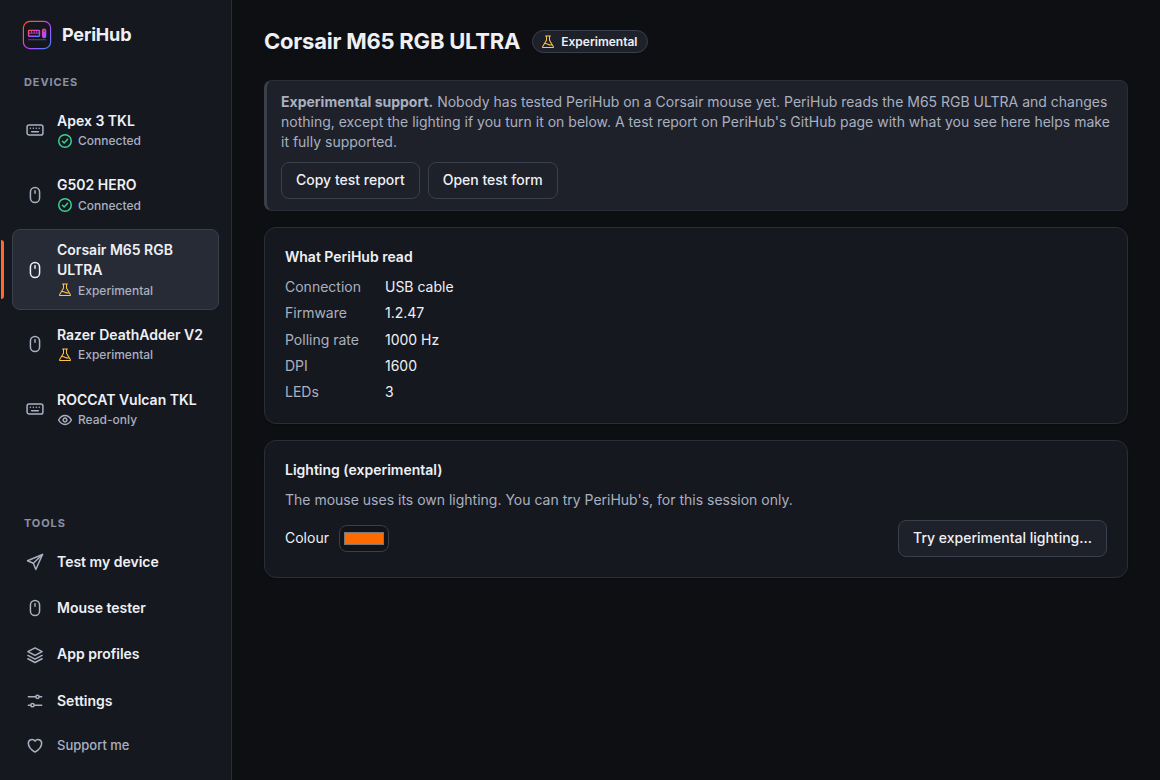 PeriHub
DEVICES
Apex 3 TKL
Connected
G502 HERO
Connected
Corsair M65 RGB
ULTRA
Experimental
Razer DeathAdder V2
Experimental
ROCCAT Vulcan TKL
Read-only
TOOLS
Test my device
Mouse tester
App profiles
Settings
Support me
Corsair M65 RGB ULTRA
Experimental
Experimental support. Nobody has tested PeriHub on a Corsair mouse yet. PeriHub reads the M65 RGB ULTRA and changes
nothing, except the lighting if you turn it on below. A test report on PeriHub's GitHub page with what you see here helps make
it fully supported.
Copy test report
Open test form
What PeriHub read
Connection USB cable
Firmware 1.2.47
Polling rate 1000 Hz
DPI 1600
LEDs 3
Lighting (experimental)
The mouse uses its own lighting. You can try PeriHub's, for this session only.
Colour
Try experimental lighting...